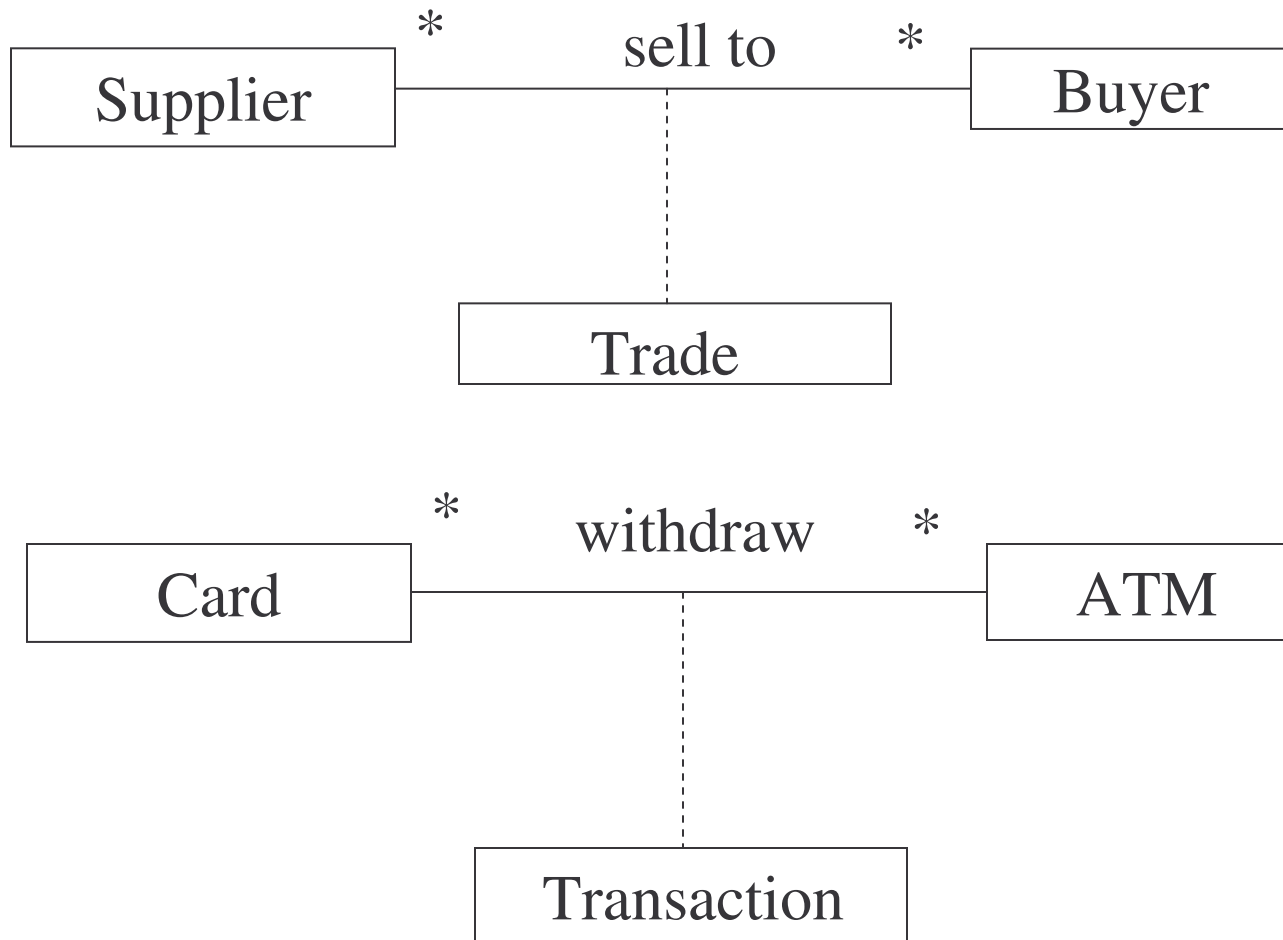 * sell to *
Supplier Buyer
Trade
* withdraw *
Card ATM
Transaction